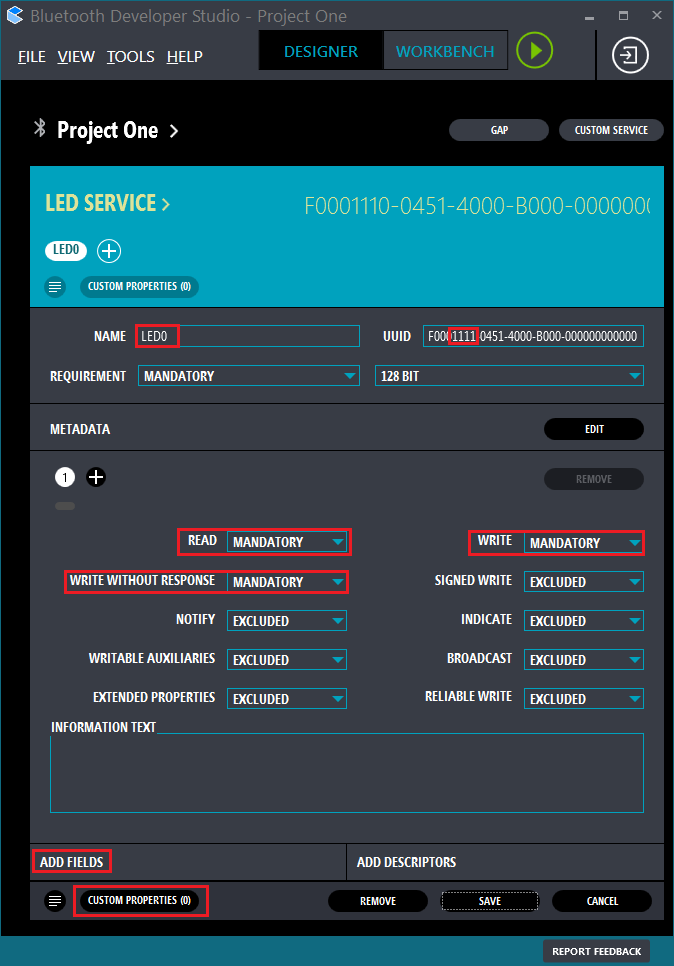 Bluetooth Developer Studio - Project One
FILE VIEW TOOLS HELP
DESIGNER WORKBENCH
Project One >
GAP CUSTOM SERVICE
LED SERVICE > F0001110-0451-4000-B000-0000000
LED0
CUSTOM PROPERTIES (0)
NAME LED0 UUID F0001111-0451-4000-B000-000000000000
REQUIREMENT MANDATORY 128 BIT
METADATA EDIT
1 REMOVE
READ MANDATORY WRITE MANDATORY
WRITE WITHOUT RESPONSE MANDATORY SIGNED WRITE EXCLUDED
NOTIFY EXCLUDED INDICATE EXCLUDED
WRITABLE AUXILIARIES EXCLUDED BROADCAST EXCLUDED
EXTENDED PROPERTIES EXCLUDED RELIABLE WRITE EXCLUDED
INFORMATION TEXT
ADD FIELDS ADD DESCRIPTORS
CUSTOM PROPERTIES (0) REMOVE SAVE CANCEL
REPORT FEEDBACK